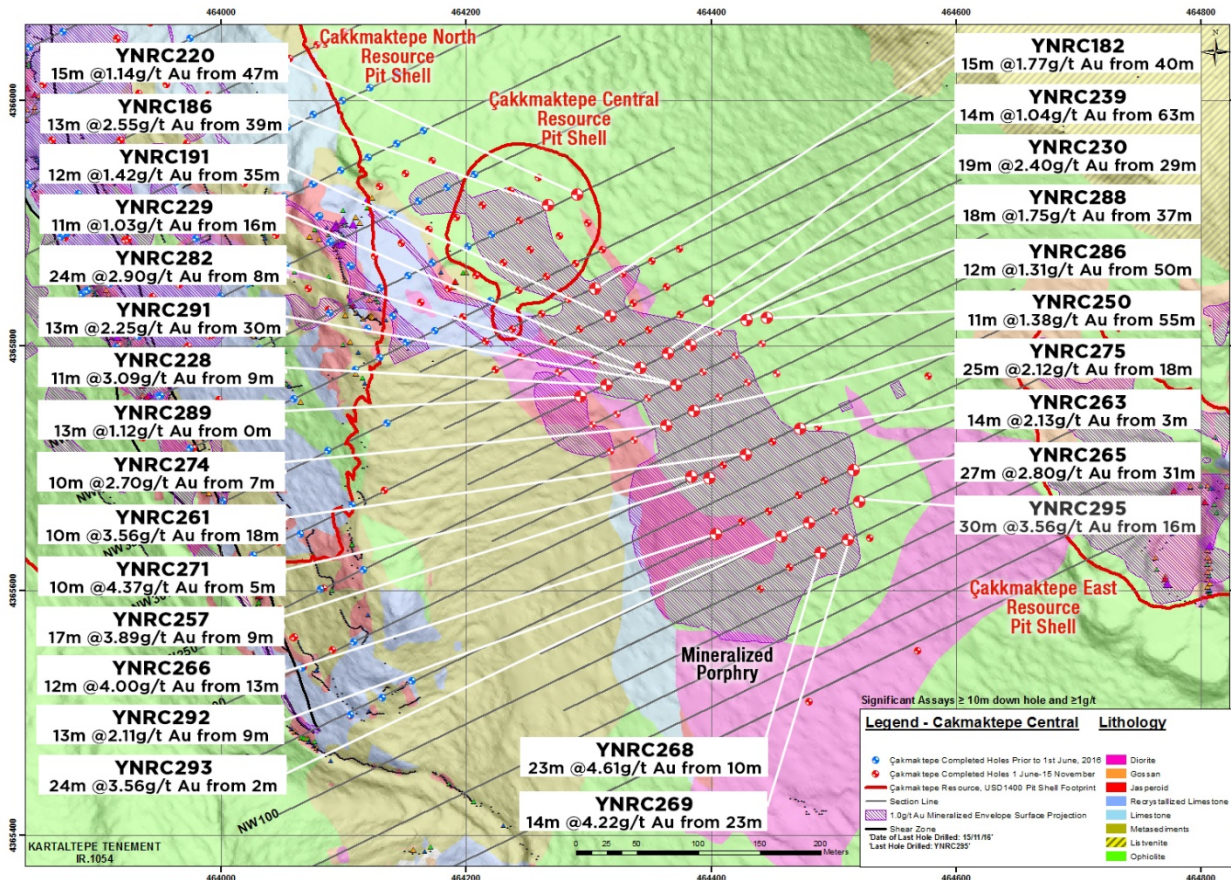 464000
464200
464400
464600
464800
4366000
4365800
4365600
4365400
Çakkmaktepe North
Resource
Pit Shell
Çakkmaktepe Central
Resource
Pit Shell
YNRC220
15m @1.14g/t Au from 47m
YNRC186
13m @2.55g/t Au from 39m
YNRC191
12m @1.42g/t Au from 35m
YNRC229
11m @1.03g/t Au from 16m
YNRC282
24m @2.90g/t Au from 8m
YNRC291
13m @2.25g/t Au from 30m
YNRC228
11m @3.09g/t Au from 9m
YNRC289
13m @1.12g/t Au from 0m
YNRC274
10m @2.70g/t Au from 7m
YNRC261
10m @3.56g/t Au from 18m
YNRC271
10m @4.37g/t Au from 5m
YNRC257
17m @3.89g/t Au from 9m
YNRC266
12m @4.00g/t Au from 13m
YNRC292
13m @2.11g/t Au from 9m
YNRC293
24m @3.56g/t Au from 2m
YNRC182
15m @1.77g/t Au from 40m
YNRC239
14m @1.04g/t Au from 63m
YNRC230
19m @2.40g/t Au from 29m
YNRC288
18m @1.75g/t Au from 37m
YNRC286
12m @1.31g/t Au from 50m
YNRC250
11m @1.38g/t Au from 55m
YNRC275
25m @2.12g/t Au from 18m
YNRC263
14m @2.13g/t Au from 3m
YNRC265
27m @2.80g/t Au from 31m
YNRC295
30m @3.56g/t Au from 16m
Çakkmaktepe East
Resource
Pit Shell
Mineralized
Porphry
YNRC268
23m @4.61g/t Au from 10m
YNRC269
14m @4.22g/t Au from 23m
NW100
KARTALTEPE TENEMENT
IR.1054
0 25 50 100 150 200
Meters
Significant Assays ≥ 10m down hole and ≥1g/t
Legend - Cakmaktepe Central
Çakmaktepe Completed Holes Prior to 1st June, 2016
Çakmaktepe Completed Holes 1 June-15 November
Çakmaktepe Resource, USD1400 Pit Shell Footprint
Section Line
1.0g/t Au Mineralized Envelope Surface Projection
Shear Zone
'Date of Last Hole Drilled: 15/11/16'
'Last Hole Drilled: YNRC295'
Lithology
Diorite
Gossan
Jasperoid
Recrystallized Limestone
Limestone
Metasediments
Listvenite
Ophiolite